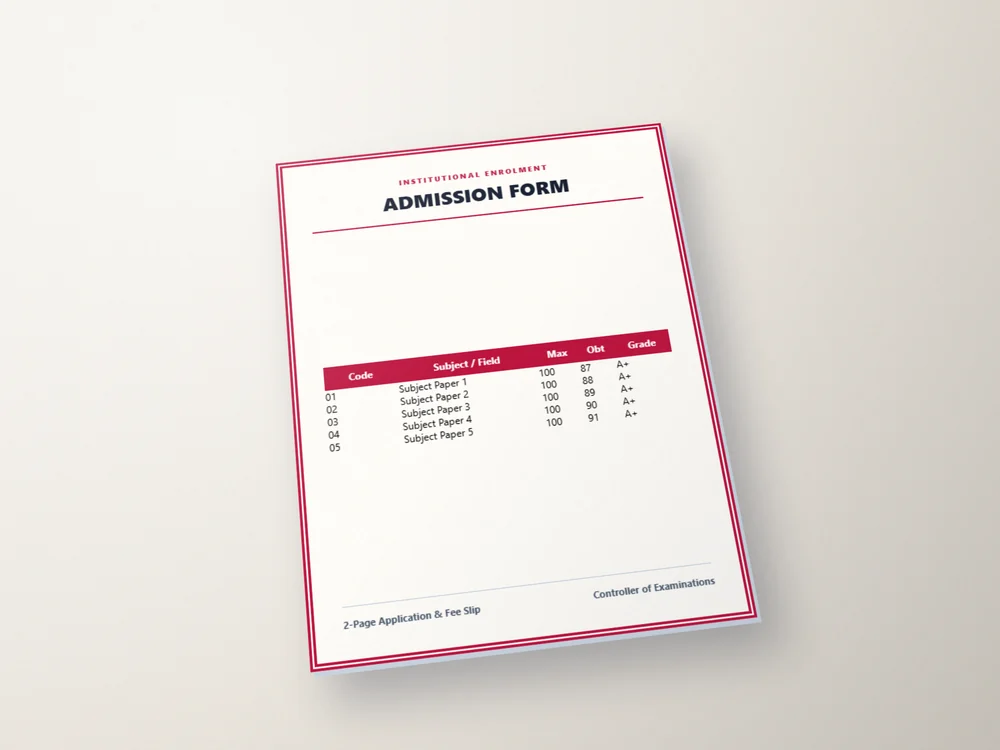 INSTITUTIONAL ENROLMENT
ADMISSION FORM
Code Subject / Field Max Obt Grade
01 Subject Paper 1 100 87 A+
02 Subject Paper 2 100 88 A+
03 Subject Paper 3 100 89 A+
04 Subject Paper 4 100 90 A+
05 Subject Paper 5 100 91 A+
2-Page Application & Fee Slip Controller of Examinations